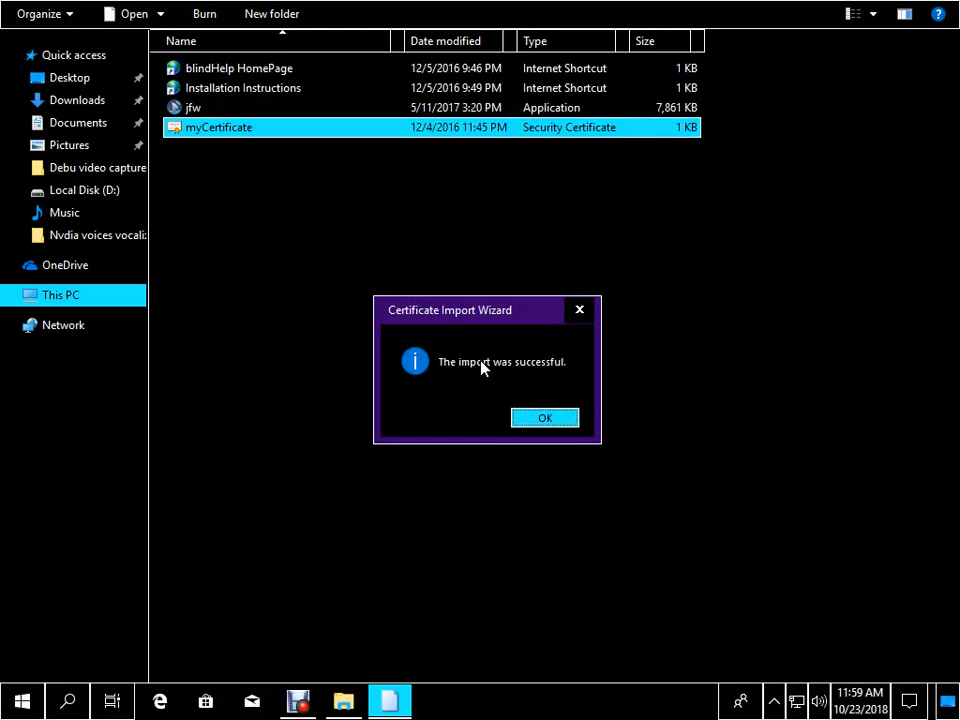 Organize Open Burn New folder
Name Date modified Type Size
Quick access
Desktop
Downloads
Documents
Pictures
Debu video capture
Local Disk (D:)
Music
Nvdia voices vocali
OneDrive
This PC
Network
blindHelp HomePage 12/5/2016 9:46 PM Internet Shortcut 1 KB
Installation Instructions 12/5/2016 9:49 PM Internet Shortcut 1 KB
jfw 5/11/2017 3:20 PM Application 7,861 KB
myCertificate 12/4/2016 11:45 PM Security Certificate 1 KB
Certificate Import Wizard
The import was successful.
OK
11:59 AM
10/23/2018